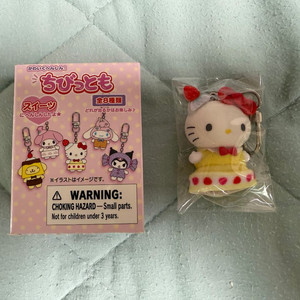 ちびっとも
スイーツ
全8種類
※イラストはイメージです。
WARNING:
CHOKING HAZARD — Small parts.
Not for children under 3 years.